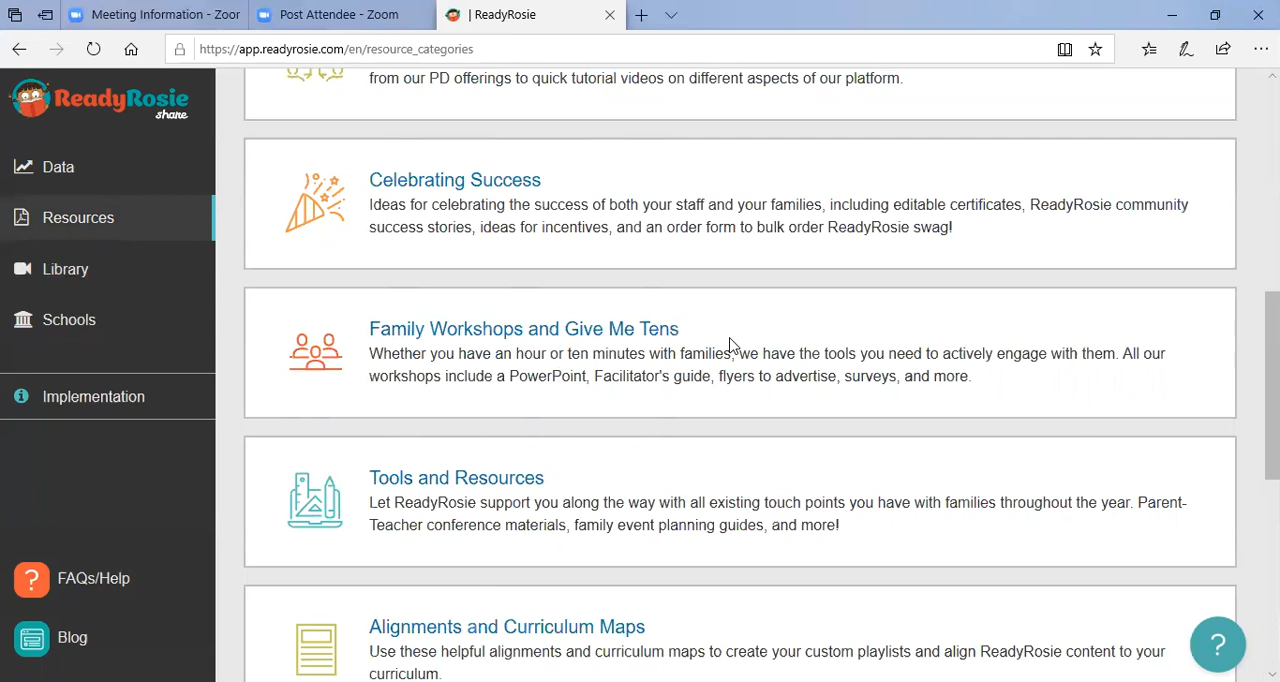 Meeting Information - Zoor
Post Attendee - Zoom
| ReadyRosie
https://app.readyrosie.com/en/resource_categories
ReadyRosie
share
Data
Resources
Library
Schools
Implementation
FAQs/Help
Blog
from our PD offerings to quick tutorial videos on different aspects of our platform.
Celebrating Success
Ideas for celebrating the success of both your staff and your families, including editable certificates, ReadyRosie community
success stories, ideas for incentives, and an order form to bulk order ReadyRosie swag!
Family Workshops and Give Me Tens
Whether you have an hour or ten minutes with families, we have the tools you need to actively engage with them. All our
workshops include a PowerPoint, Facilitator's guide, flyers to advertise, surveys, and more.
Tools and Resources
Let ReadyRosie support you along the way with all existing touch points you have with families throughout the year. Parent-
Teacher conference materials, family event planning guides, and more!
Alignments and Curriculum Maps
Use these helpful alignments and curriculum maps to create your custom playlists and align ReadyRosie content to your
curriculum.